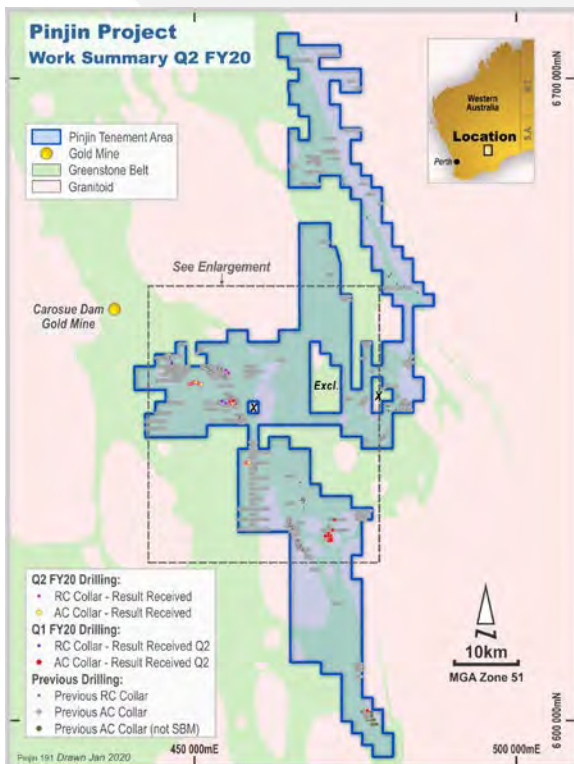 Pinjin Project
Work Summary Q2 FY20
Pinjin Tenement Area
Gold Mine
Greenstone Belt
Granitoid
Western
Australia
Location
Perth
W.A.
S.A.
6 700 000mN
See Enlargement
Carosue Dam
Gold Mine
Excl.
X
X
Q2 FY20 Drilling:
RC Collar - Result Received
AC Collar - Result Received
Q1 FY20 Drilling:
RC Collar - Result Received Q2
AC Collar - Result Received Q2
Previous Drilling:
Previous RC Collar
Previous AC Collar
Previous AC Collar (not SBM)
N
10km
MGA Zone 51
6 600 000mN
Pinjin 191 Drawn Jan 2020
450 000mE
500 000mE